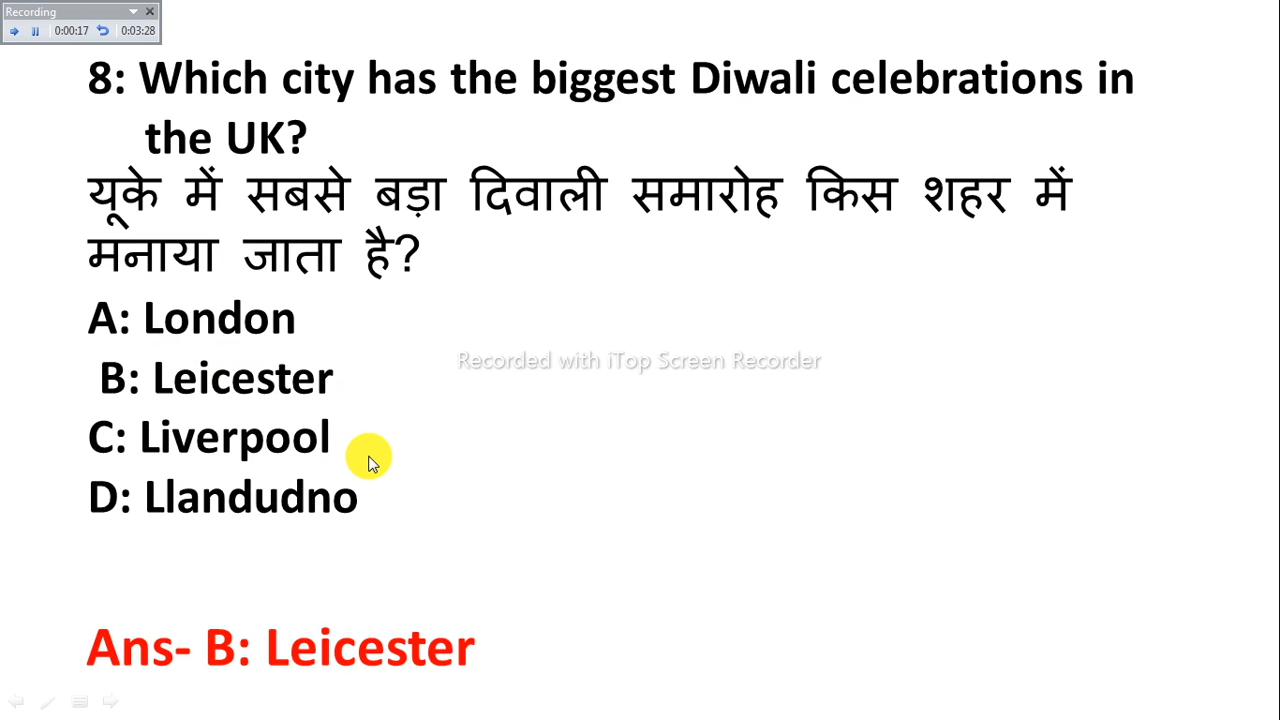 Recording
0:00:17 0:03:28
8: Which city has the biggest Diwali celebrations in
the UK?
यूके में सबसे बड़ा दिवाली समारोह किस शहर में
मनाया जाता है?
A: London
B: Leicester
Recorded with iTop Screen Recorder
C: Liverpool
D: Llandudno
Ans- B: Leicester